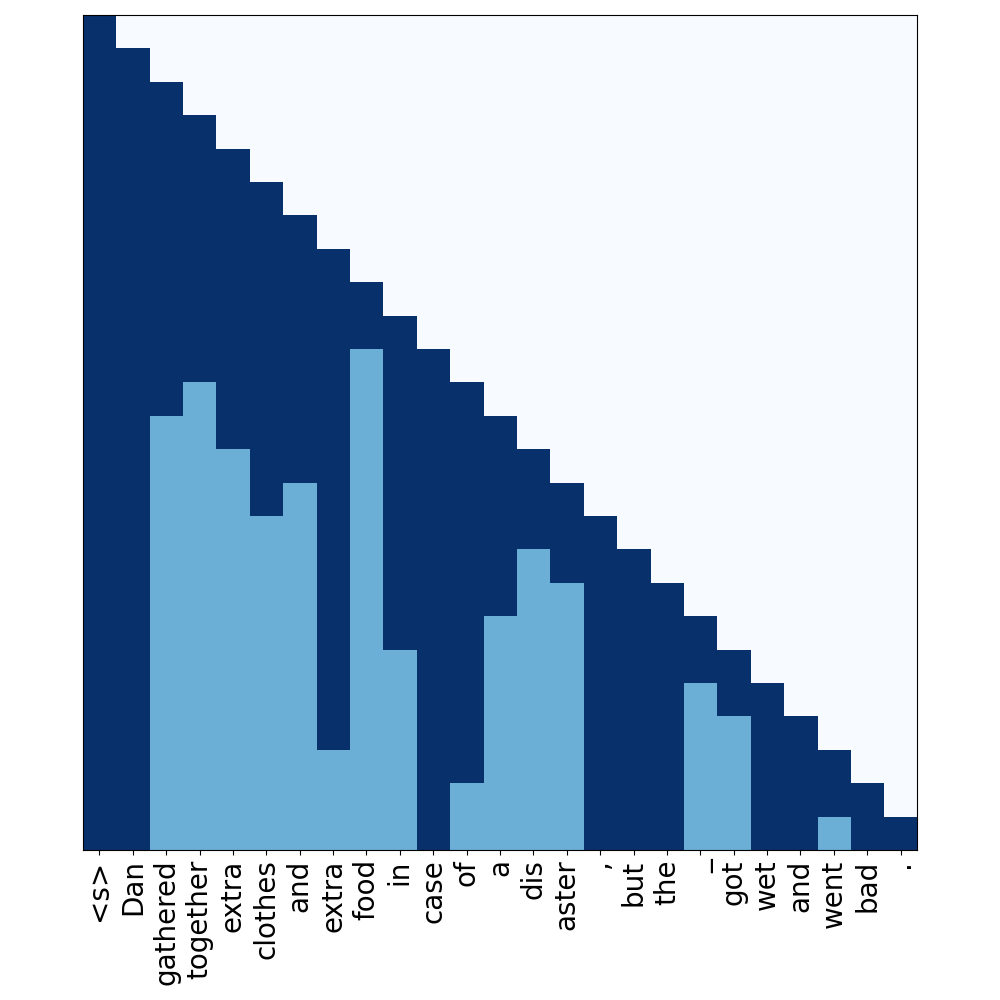 <s>
Dan
gathered
together
extra
clothes
and
extra
food
in
case
of
a
dis
aster
,
but
the
_
got
wet
and
went
bad
.